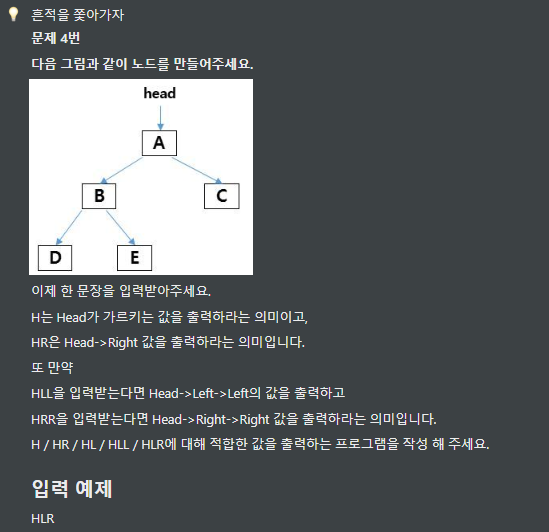 흔적을 쫓아가자
문제 4번
다음 그림과 같이 노드를 만들어주세요.
head
A
B
C
D
E
이제 한 문장을 입력받아주세요.
H는 Head가 가르키는 값을 출력하라는 의미이고,
HR은 Head->Right 값을 출력하라는 의미입니다.
또 만약
HLL을 입력받는다면 Head->Left->Left의 값을 출력하고
HRR을 입력받는다면 Head->Right->Right 값을 출력하라는 의미입니다.
H / HR / HL / HLL / HLR에 대해 적합한 값을 출력하는 프로그램을 작성 해 주세요.
입력 예제
HLR